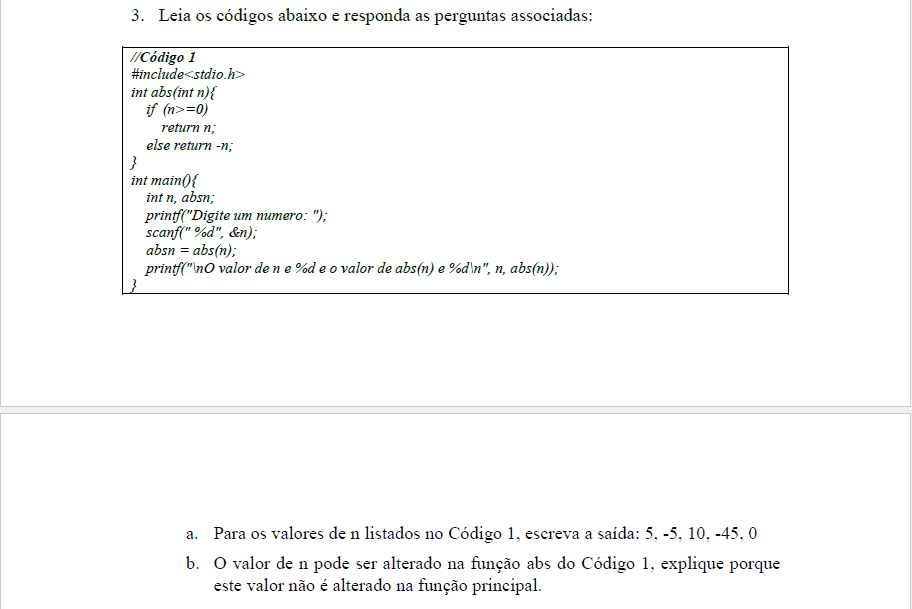 3. Leia os códigos abaixo e responda as perguntas associadas:
//Código 1
#include<stdio.h>
int abs(int n){
if (n>=0)
return n;
else return -n;
}
int main(){
int n, absn;
printf("Digite um numero: ");
scanf(" %d", &n);
absn = abs(n);
printf("\nO valor de n e %d e o valor de abs(n) e %d\n", n, abs(n));
}
a. Para os valores de n listados no Código 1, escreva a saída: 5, -5, 10, -45, 0
b. O valor de n pode ser alterado na função abs do Código 1, explique porque
este valor não é alterado na função principal.